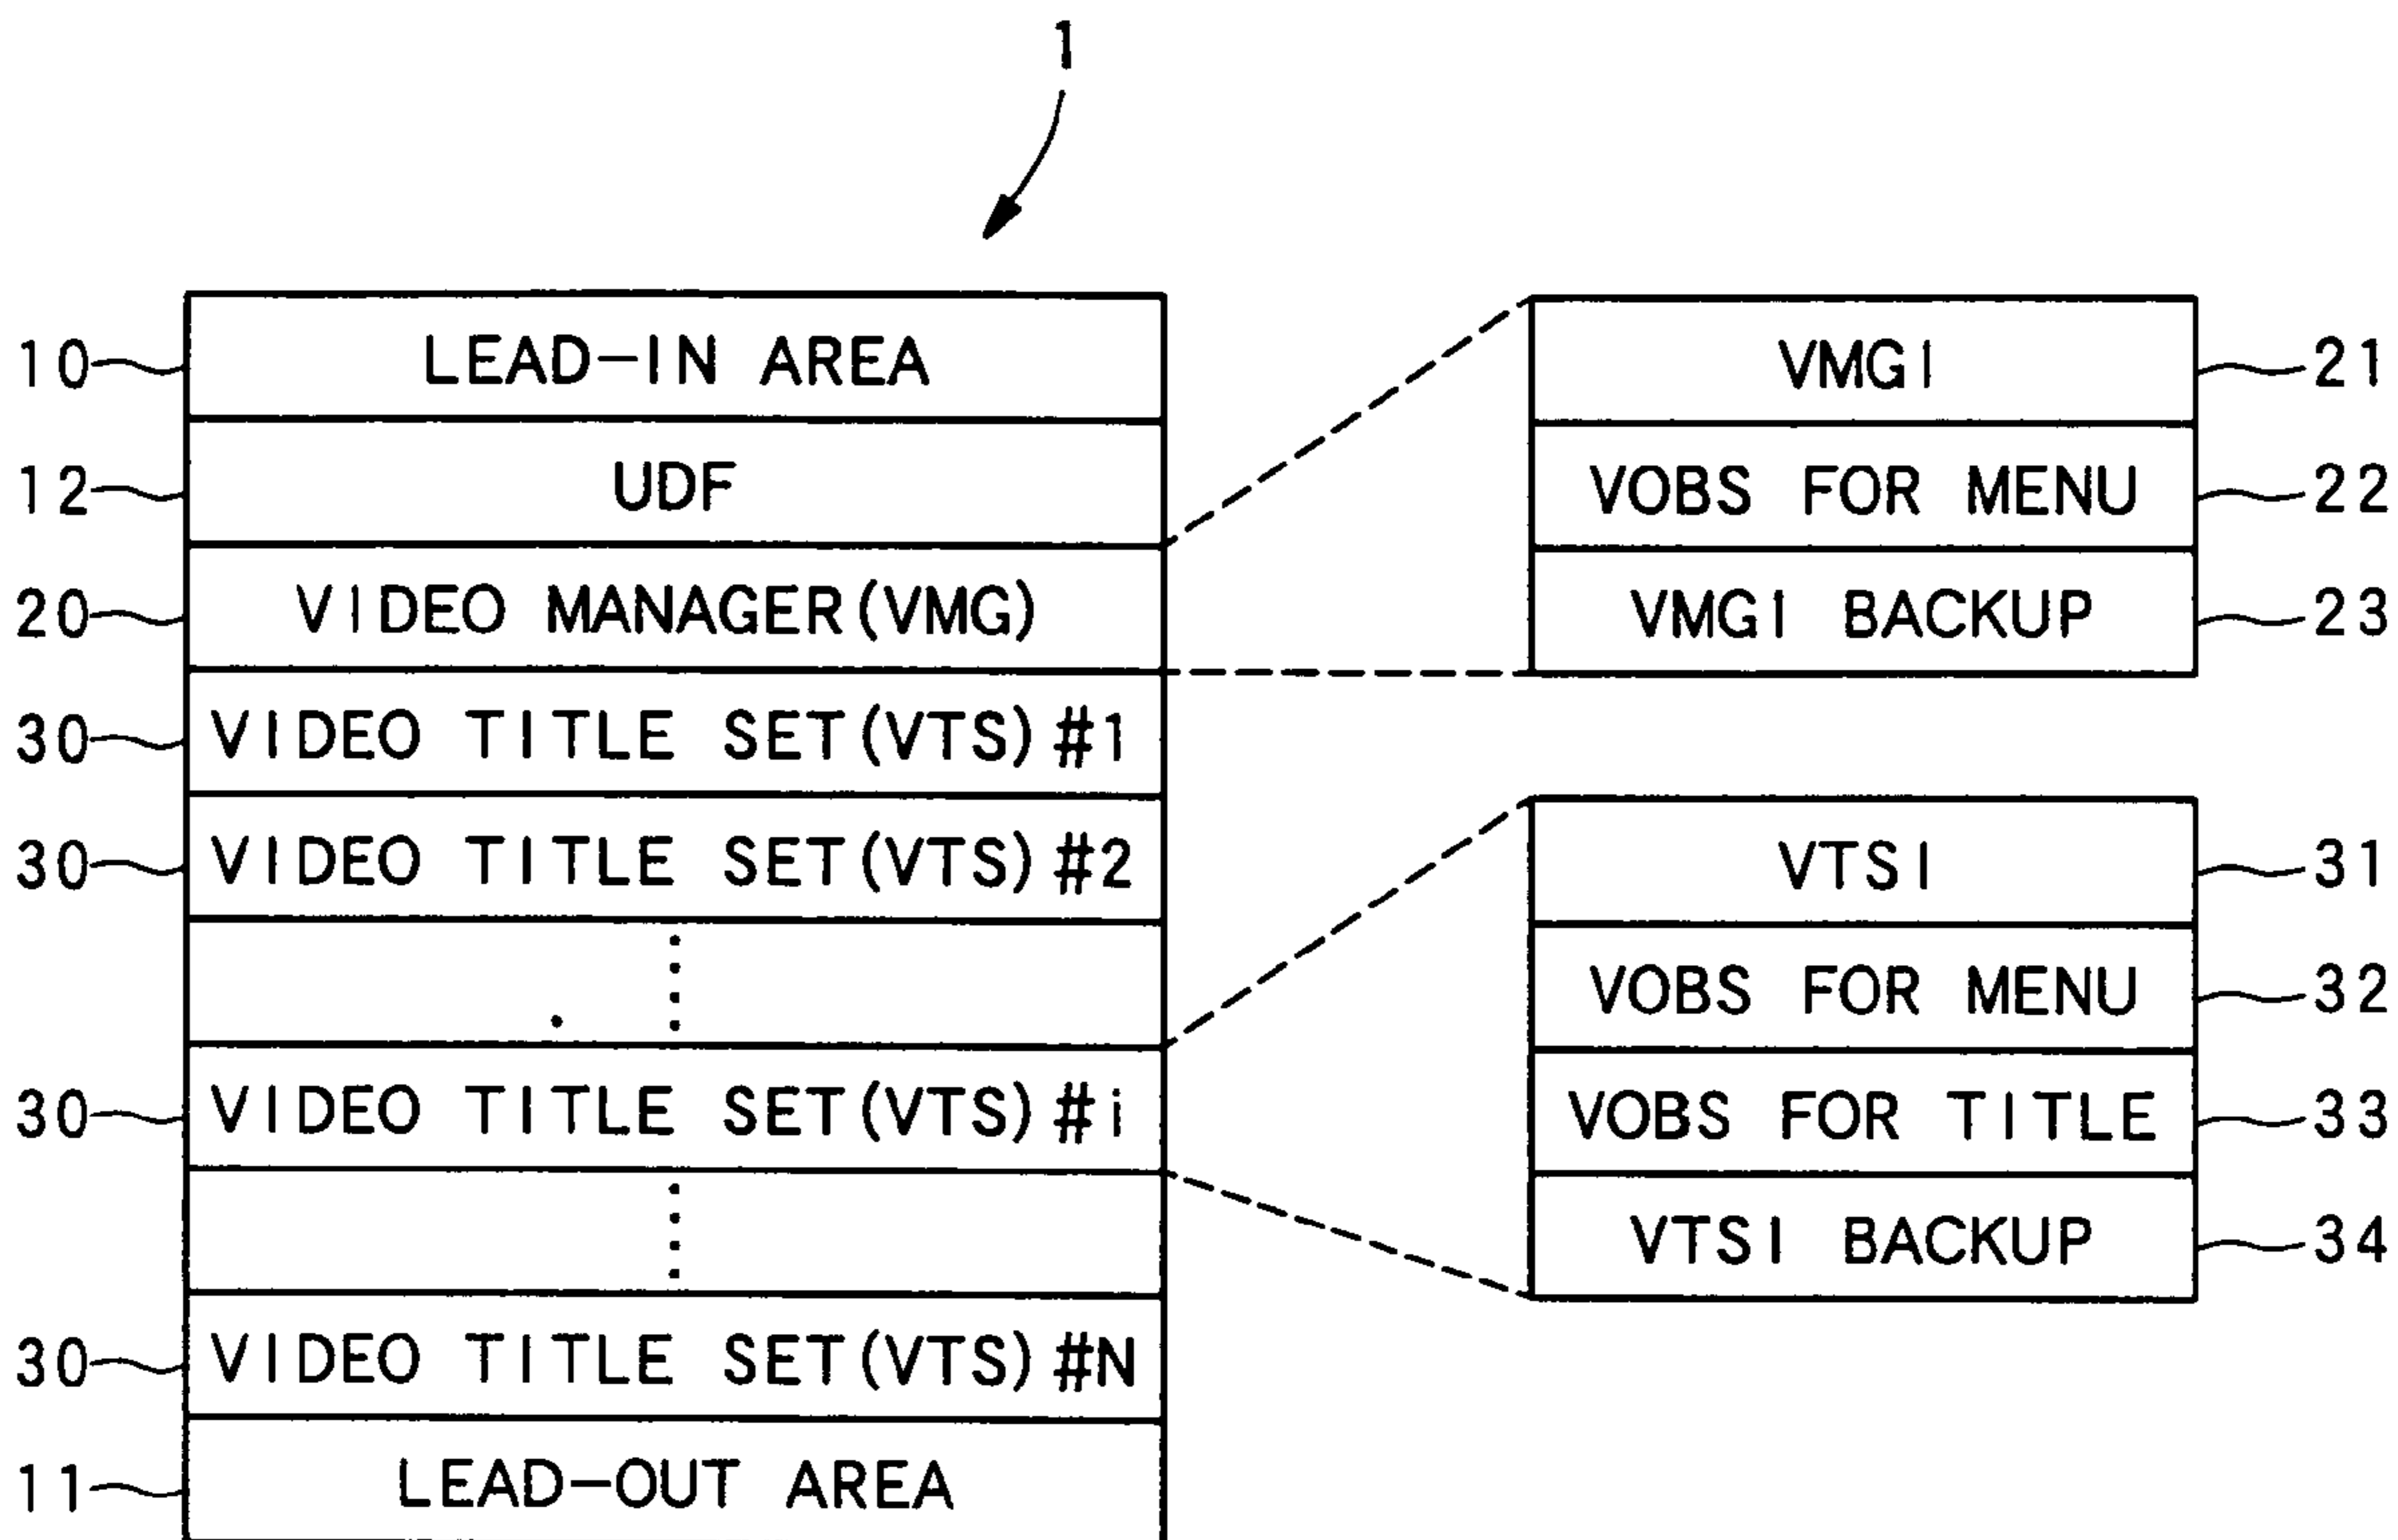 1
10 LEAD-IN AREA
12 UDF
20 VIDEO MANAGER(VMG)
30 VIDEO TITLE SET(VTS)#1
30 VIDEO TITLE SET(VTS)#2
30 VIDEO TITLE SET(VTS)#i
30 VIDEO TITLE SET(VTS)#N
11 LEAD-OUT AREA
VMGI 21
VOBS FOR MENU 22
VMGI BACKUP 23
VTSI 31
VOBS FOR MENU 32
VOBS FOR TITLE 33
VTSI BACKUP 34